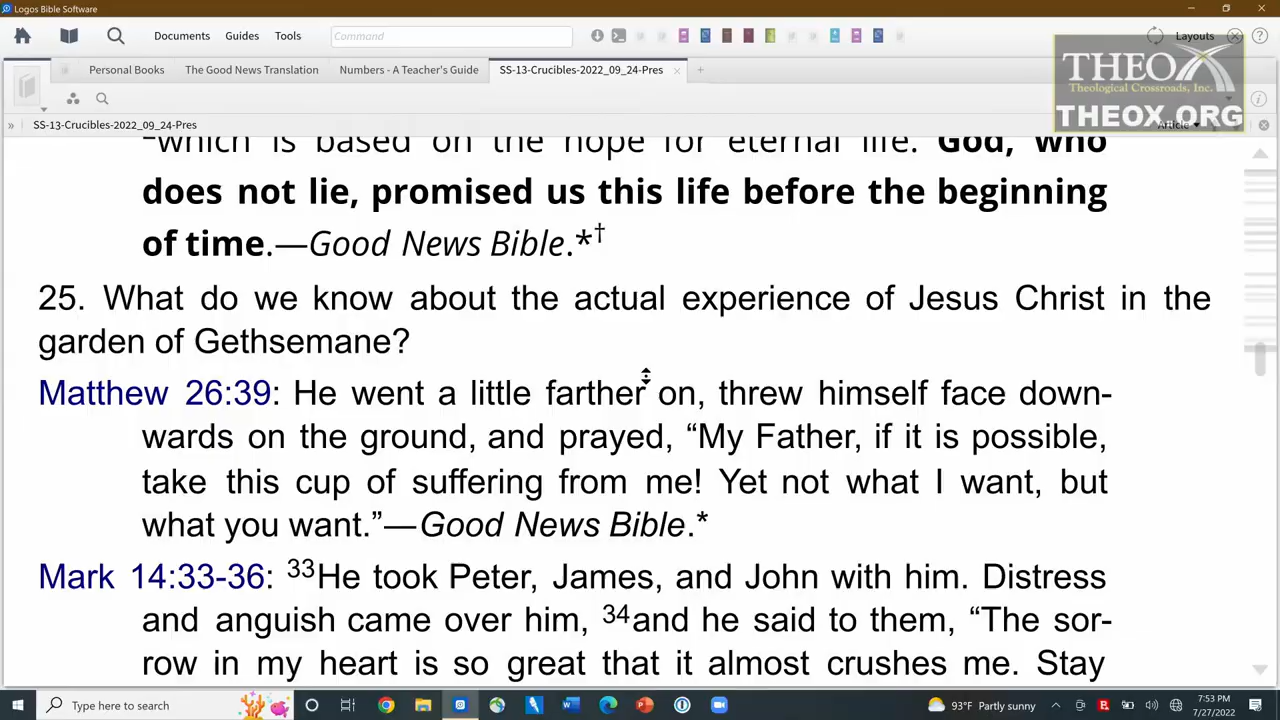 Logos Bible Software
Documents Guides Tools Command Layouts
Personal Books The Good News Translation Numbers - A Teacher's Guide SS-13-Crucibles-2022_09_24-Pres
THEOX
Theological Crossroads, Inc.
THEOX.ORG
» SS-13-Crucibles-2022_09_24-Pres Article
which is based on the hope for eternal life. God, who
does not lie, promised us this life before the beginning
of time.—Good News Bible.*†
25. What do we know about the actual experience of Jesus Christ in the
garden of Gethsemane?
Matthew 26:39: He went a little farther on, threw himself face down-
wards on the ground, and prayed, “My Father, if it is possible,
take this cup of suffering from me! Yet not what I want, but
what you want.”—Good News Bible.*
Mark 14:33-36: 33He took Peter, James, and John with him. Distress
and anguish came over him, 34and he said to them, “The sor-
row in my heart is so great that it almost crushes me. Stay
Type here to search
93°F Partly sunny
7:53 PM
7/27/2022